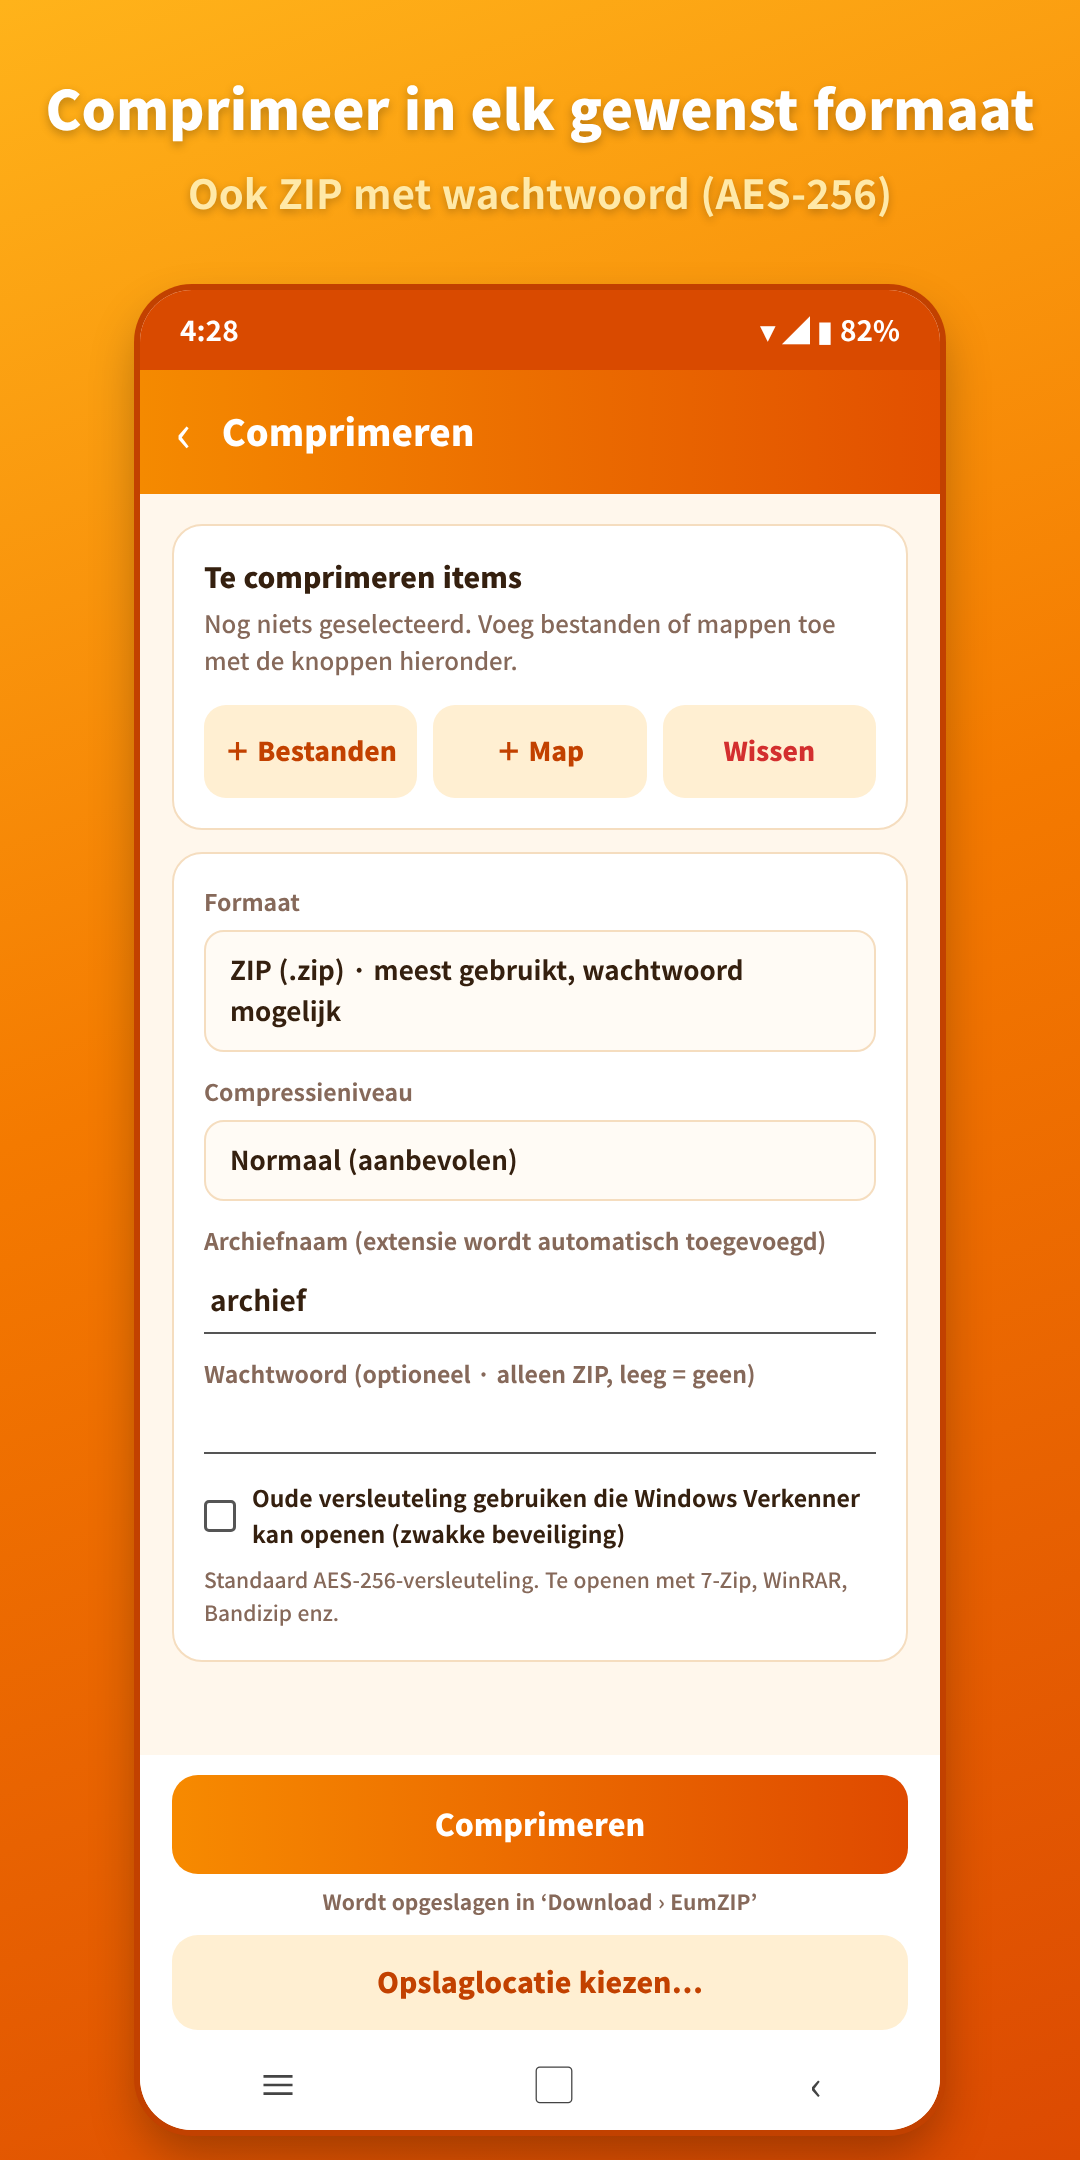 Comprimeer in elk gewenst formaat
Ook ZIP met wachtwoord (AES-256)
4:28
82%
‹ Comprimeren
Te comprimeren items
Nog niets geselecteerd. Voeg bestanden of mappen toe
met de knoppen hieronder.
+ Bestanden
+ Map
Wissen
Formaat
ZIP (.zip) · meest gebruikt, wachtwoord
mogelijk
Compressieniveau
Normaal (aanbevolen)
Archiefnaam (extensie wordt automatisch toegevoegd)
archief
Wachtwoord (optioneel · alleen ZIP, leeg = geen)
Oude versleuteling gebruiken die Windows Verkenner
kan openen (zwakke beveiliging)
Standaard AES-256-versleuteling. Te openen met 7-Zip, WinRAR,
Bandizip enz.
Comprimeren
Wordt opgeslagen in ‘Download › EumZIP’
Opslaglocatie kiezen…